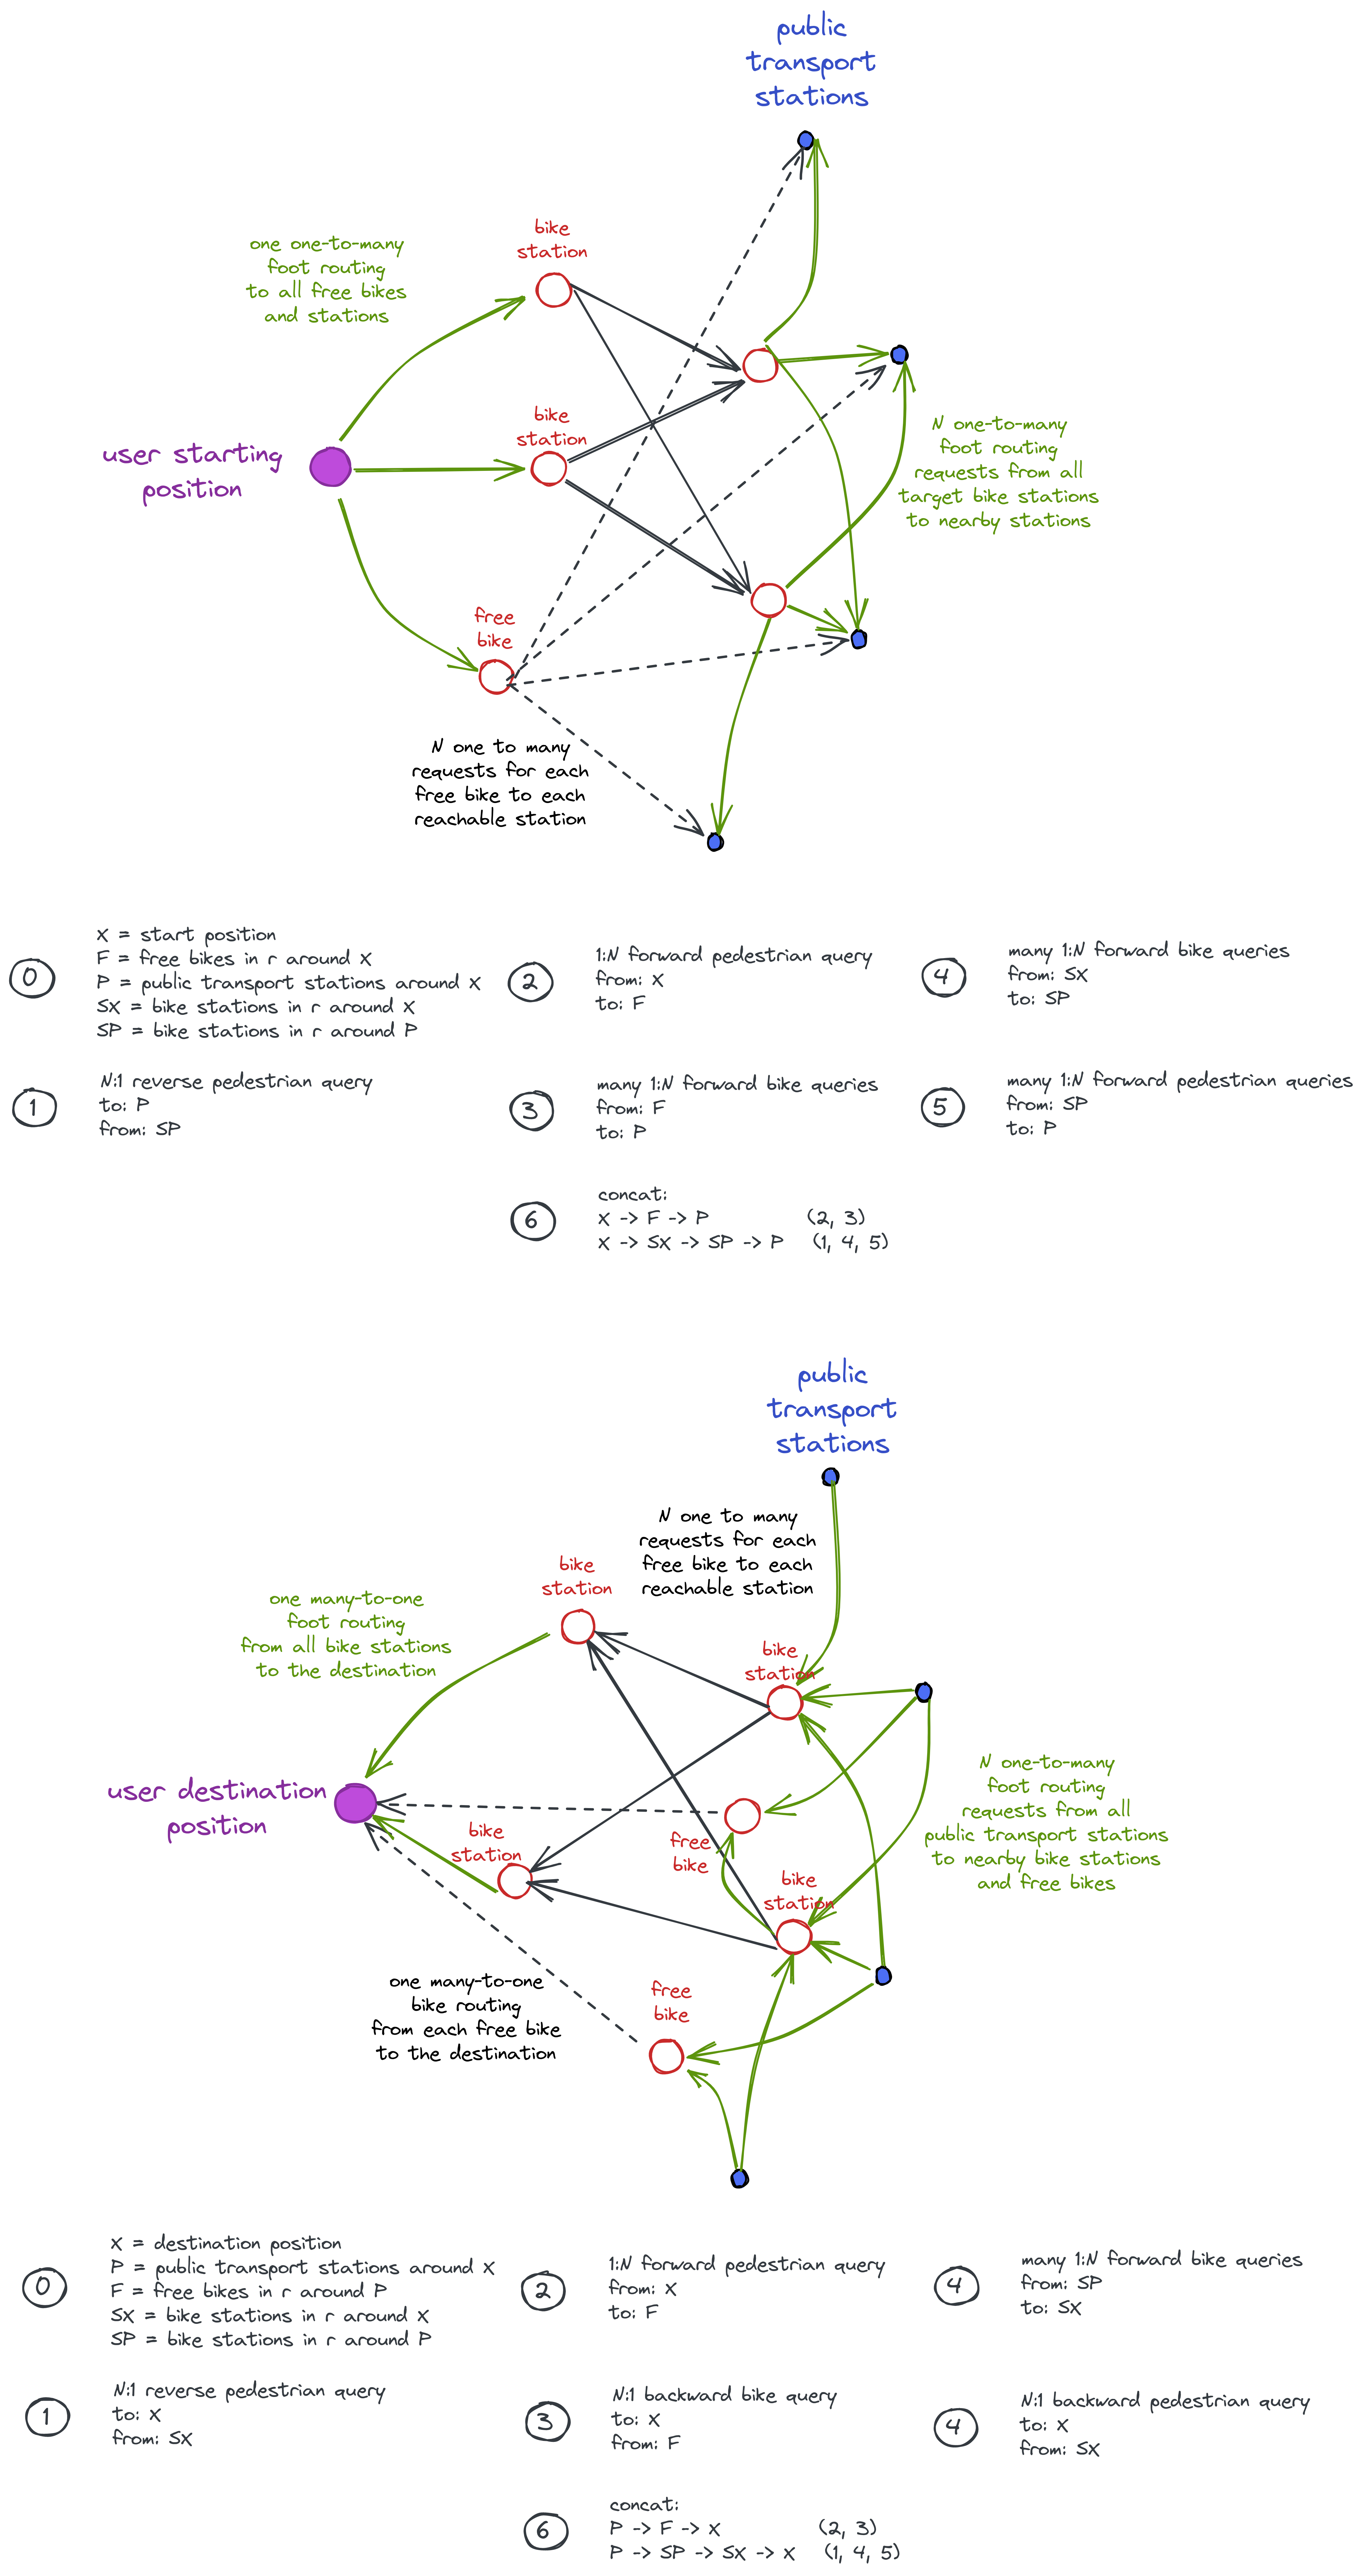 public
transport
stations
one one-to-many
foot routing
to all free bikes
and stations
bike
station
bike
station
user starting
position
N one-to-many
foot routing
requests from all
target bike stations
to nearby stations
free
bike
N one to many
requests for each
free bike to each
reachable station
0
X = start position
F = free bikes in r around X
P = public transport stations around X
SX = bike stations in r around X
SP = bike stations in r around P
2
1:N forward pedestrian query
from: X
to: F
4
many 1:N forward bike queries
from: SX
to: SP
1
N:1 reverse pedestrian query
to: P
from: SP
3
many 1:N forward bike queries
from: F
to: P
5
many 1:N forward pedestrian queries
from: SP
to: P
6
concat:
X -> F -> P (2, 3)
X -> SX -> SP -> P (1, 4, 5)
public
transport
stations
N one to many
requests for each
free bike to each
reachable station
bike
station
one many-to-one
foot routing
from all bike stations
to the destination
bike
station
user destination
position
N one-to-many
foot routing
requests from all
public transport stations
to nearby bike stations
and free bikes
bike
station
free
bike
bike
station
one many-to-one
bike routing
from each free bike
to the destination
free
bike
0
X = destination position
P = public transport stations around X
F = free bikes in r around P
SX = bike stations in r around X
SP = bike stations in r around P
2
1:N forward pedestrian query
from: X
to: F
4
many 1:N forward bike queries
from: SP
to: SX
1
N:1 reverse pedestrian query
to: X
from: SX
3
N:1 backward bike query
to: X
from: F
4
N:1 backward pedestrian query
to: X
from: SX
6
concat:
P -> F -> X (2, 3)
P -> SP -> SX -> X (1, 4, 5)